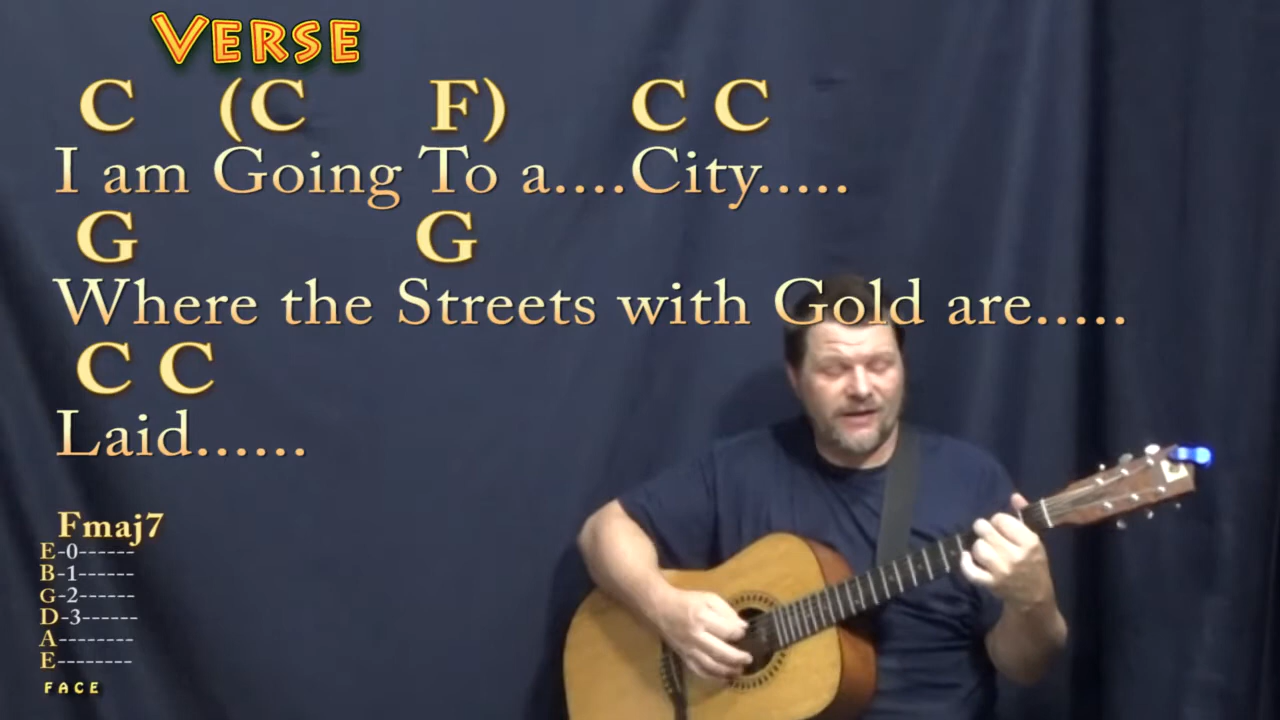 VERSE
C (C F) C C
I am Going To a....City.....
G G
Where the Streets with Gold are.....
C C
Laid......
Fmaj7
E-0------
B-1------
G-2------
D-3------
A--------
E--------
FACE